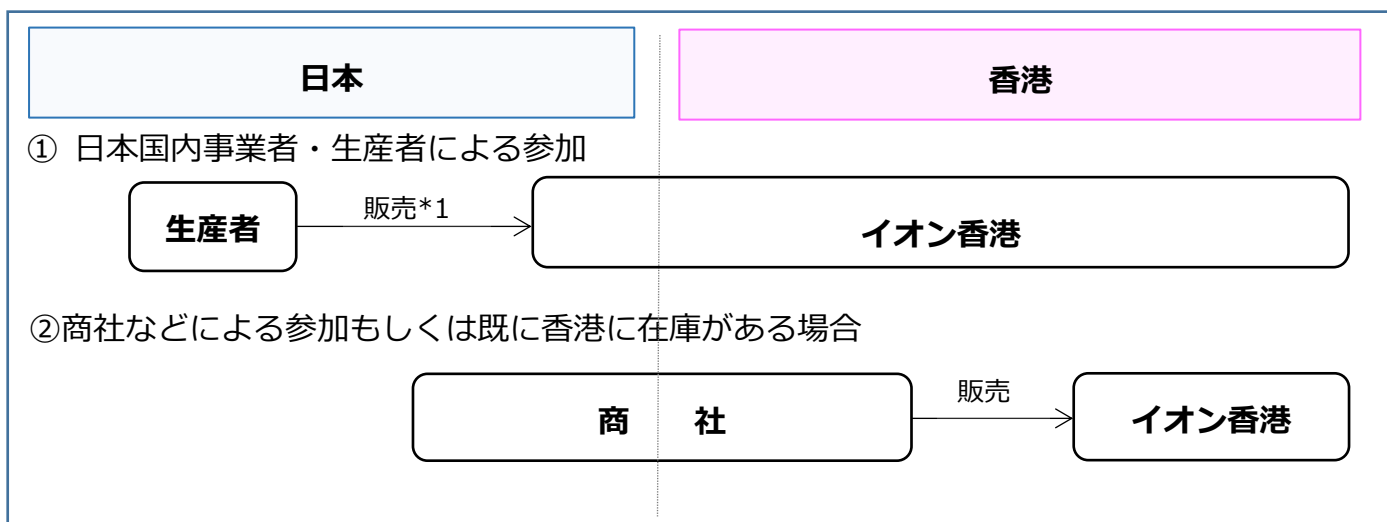 日本
香港
① 日本国内事業者・生産者による参加
生産者
販売*1
イオン香港
②商社などによる参加もしくは既に香港に在庫がある場合
商 社
販売
イオン香港